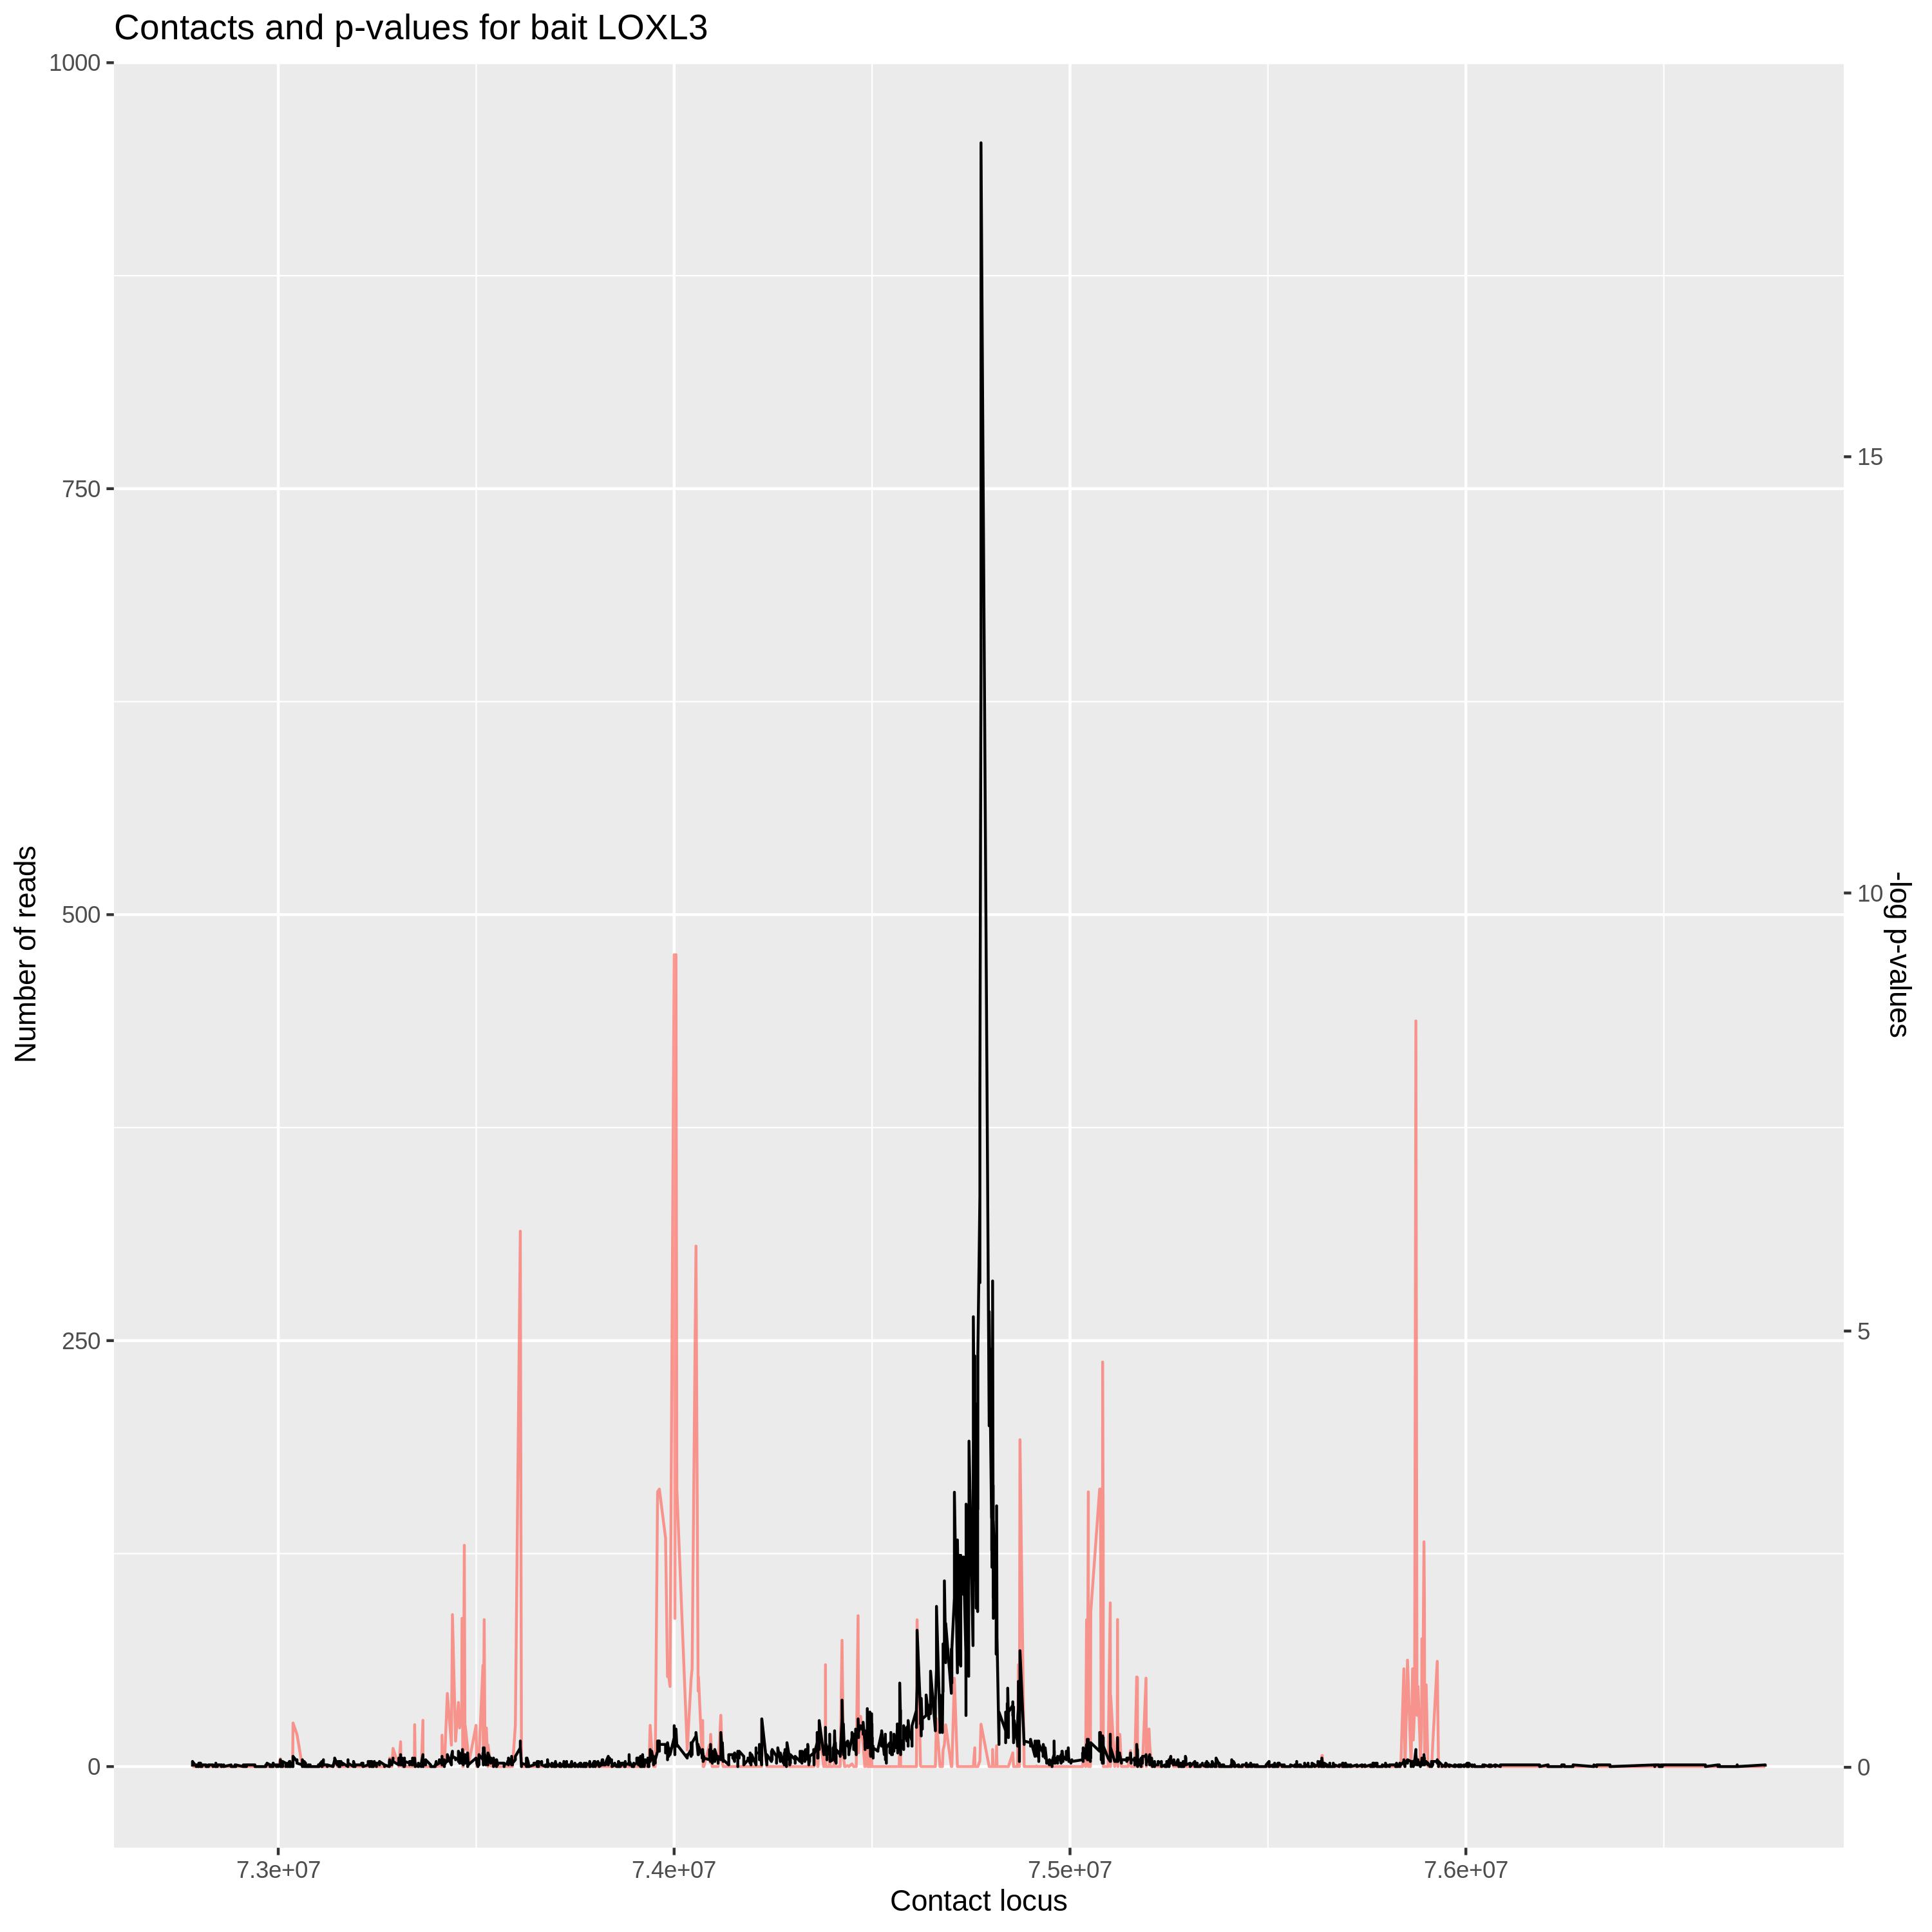 Contacts and p-values for bait LOXL3
1000
750
500
250
0
Number of reads
15
10
5
0
-log p-values
7.3e+07
7.4e+07
7.5e+07
7.6e+07
Contact locus